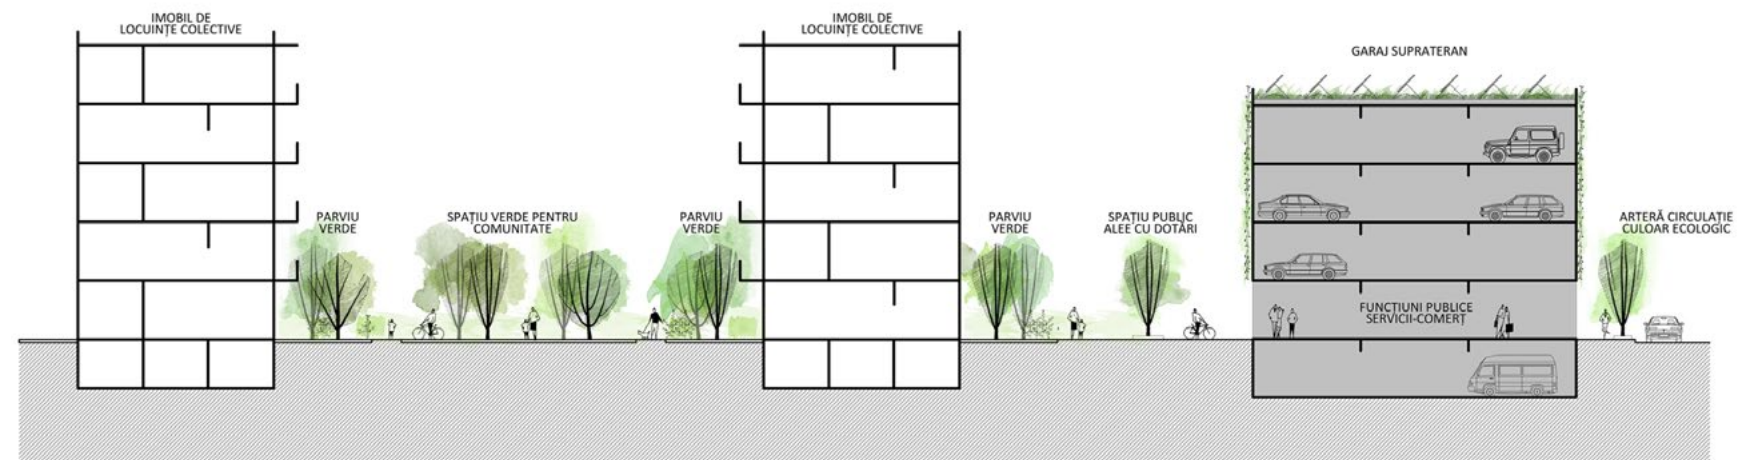 IMOBIL DE
LOCUINȚE COLECTIVE
IMOBIL DE
LOCUINȚE COLECTIVE
GARAJ SUPRATERAN
PARVIU
VERDE
SPAȚIU VERDE PENTRU
COMUNITATE
PARVIU
VERDE
PARVIU
VERDE
SPAȚIU PUBLIC
ALEE CU DOTĂRI
ARTERĂ CIRCULAȚIE
CULOAR ECOLOGIC
FUNCȚIUNI PUBLICE
SERVICII-COMERȚ